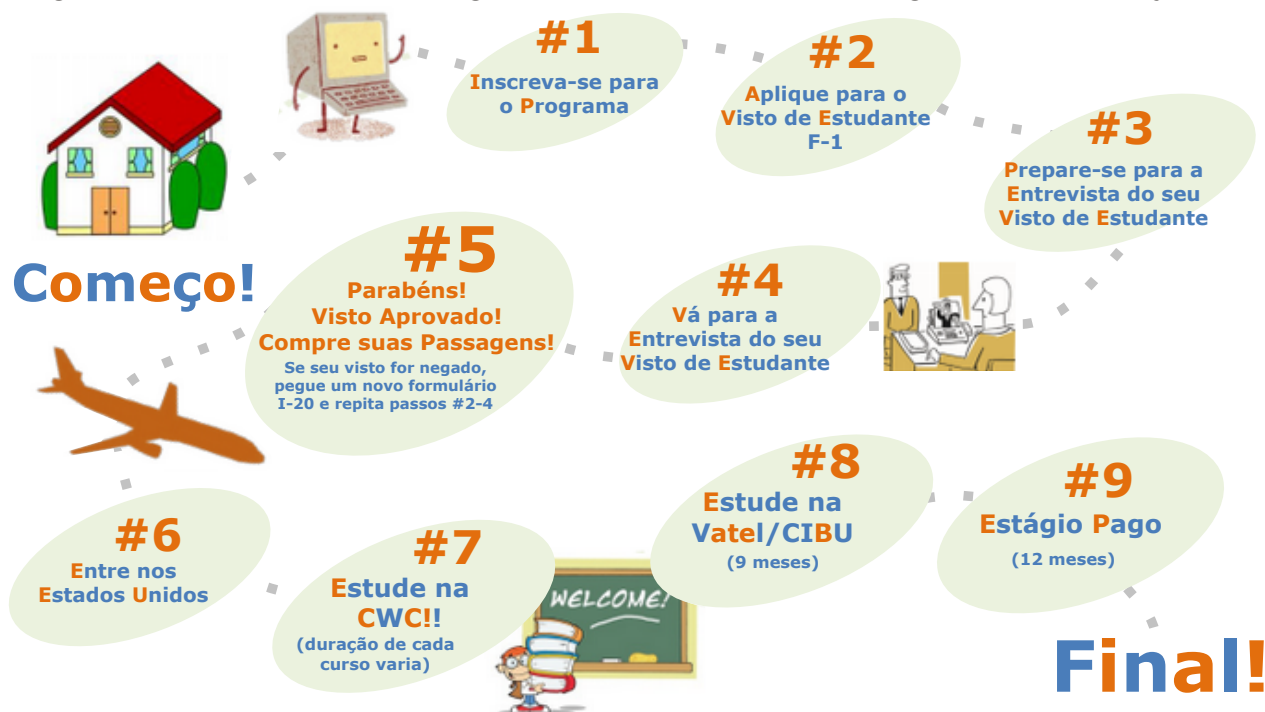 #1
Inscreva-se para
o Programa
#2
Aplique para o
Visto de Estudante
F-1
#3
Prepare-se para a
Entrevista do seu
Visto de Estudante
Começo!
#4
Vá para a
Entrevista do seu
Visto de Estudante
#5
Parabéns!
Visto Aprovado!
Compre suas Passagens!
Se seu visto for negado,
pegue um novo formulário
I-20 e repita passos #2-4
#6
Entre nos
Estados Unidos
#7
Estude na
CWC!!
(duração de cada
curso varia)
WELCOME!
#8
Estude na
Vatel/CIBU
(9 meses)
#9
Estágio Pago
(12 meses)
Final!